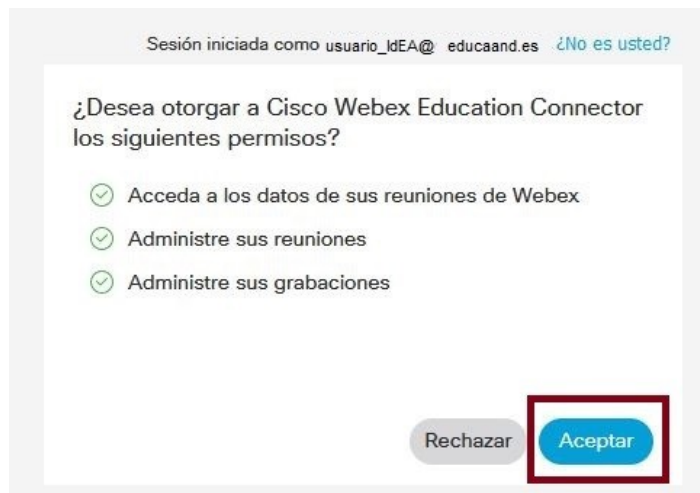 Sesión iniciada como usuario_IdEA@ educaand.es ¿No es usted?
¿Desea otorgar a Cisco Webex Education Connector
los siguientes permisos?
Acceda a los datos de sus reuniones de Webex
Administre sus reuniones
Administre sus grabaciones
Rechazar Aceptar